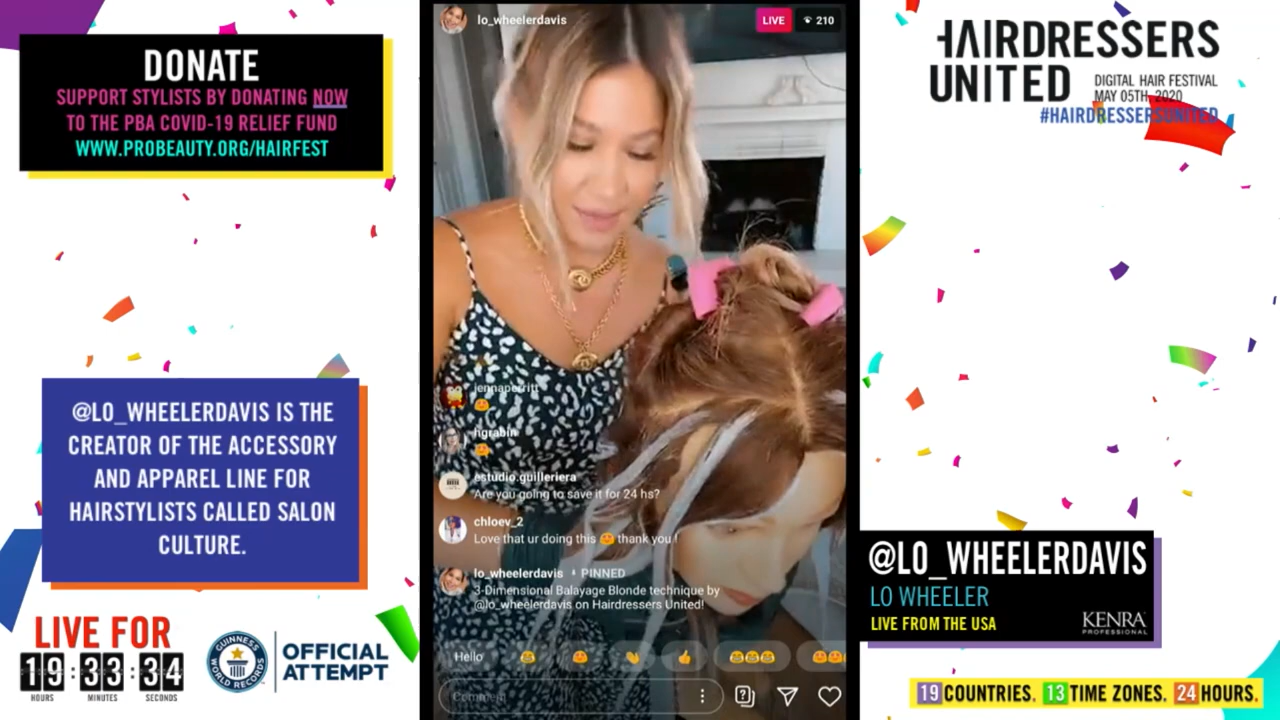 DONATE
SUPPORT STYLISTS BY DONATING NOW
TO THE PBA COVID-19 RELIEF FUND
WWW.PROBEAUTY.ORG/HAIRFEST
@LO_WHEELERDAVIS IS THE
CREATOR OF THE ACCESSORY
AND APPAREL LINE FOR
HAIRSTYLISTS CALLED SALON
CULTURE.
LIVE FOR
19:33:34
HOURS MINUTES SECONDS
GUINNESS
WORLD RECORDS
OFFICIAL
ATTEMPT
lo_wheelerdavis
LIVE 210
jennaperritt
hgrabin
estudio.guilleriera
Are you going to save it for 24 hs?
chloev_2
Love that ur doing this 🥰 thank you !
lo_wheelerdavis PINNED
3-Dimensional Balayage Blonde technique by
@lo_wheelerdavis on Hairdressers United!
Hello
Comment
HAIRDRESSERS
UNITED
DIGITAL HAIR FESTIVAL
MAY 05TH, 2020
#HAIRDRESSERSUNITED
@LO_WHEELERDAVIS
LO WHEELER
LIVE FROM THE USA
KENRA
PROFESSIONAL
19 COUNTRIES. 13 TIME ZONES. 24 HOURS.